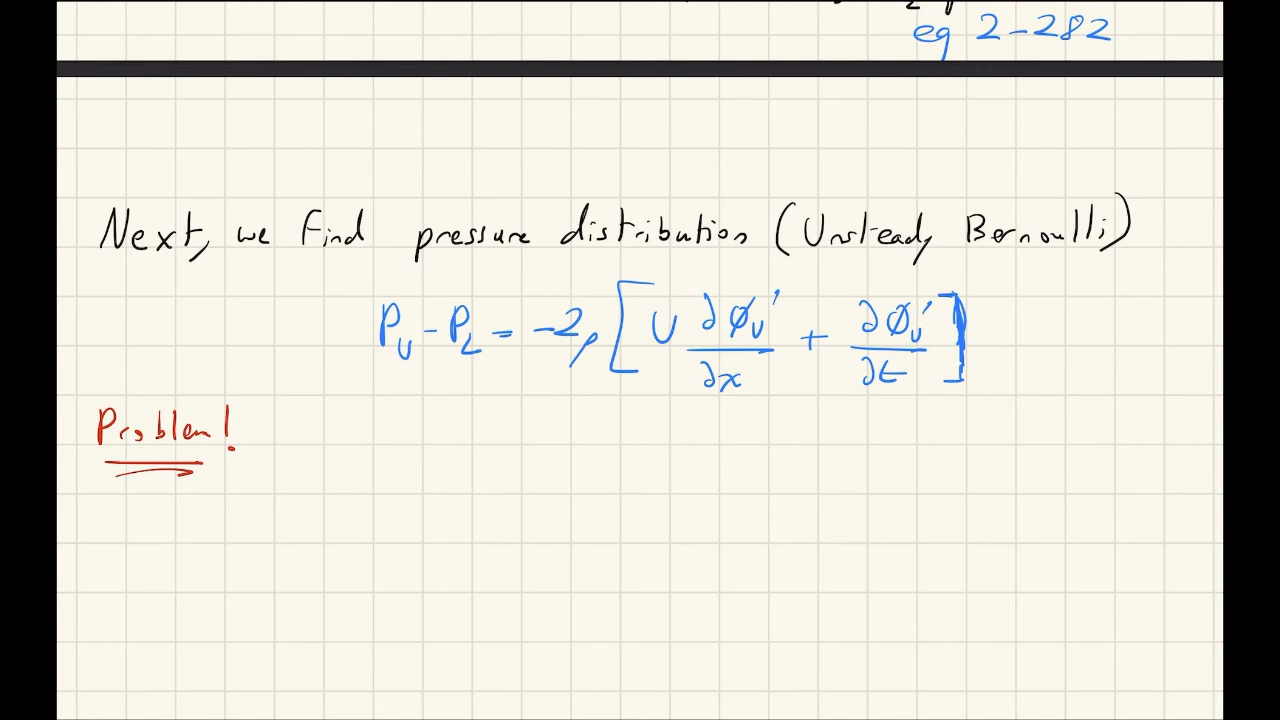 eq 2-282
Next, we find pressure distribution (Unsteady Bernoulli)
P_U - P_L = -2ρ [ U ∂φ_U'/∂x + ∂φ_U'/∂t ]
Problem!